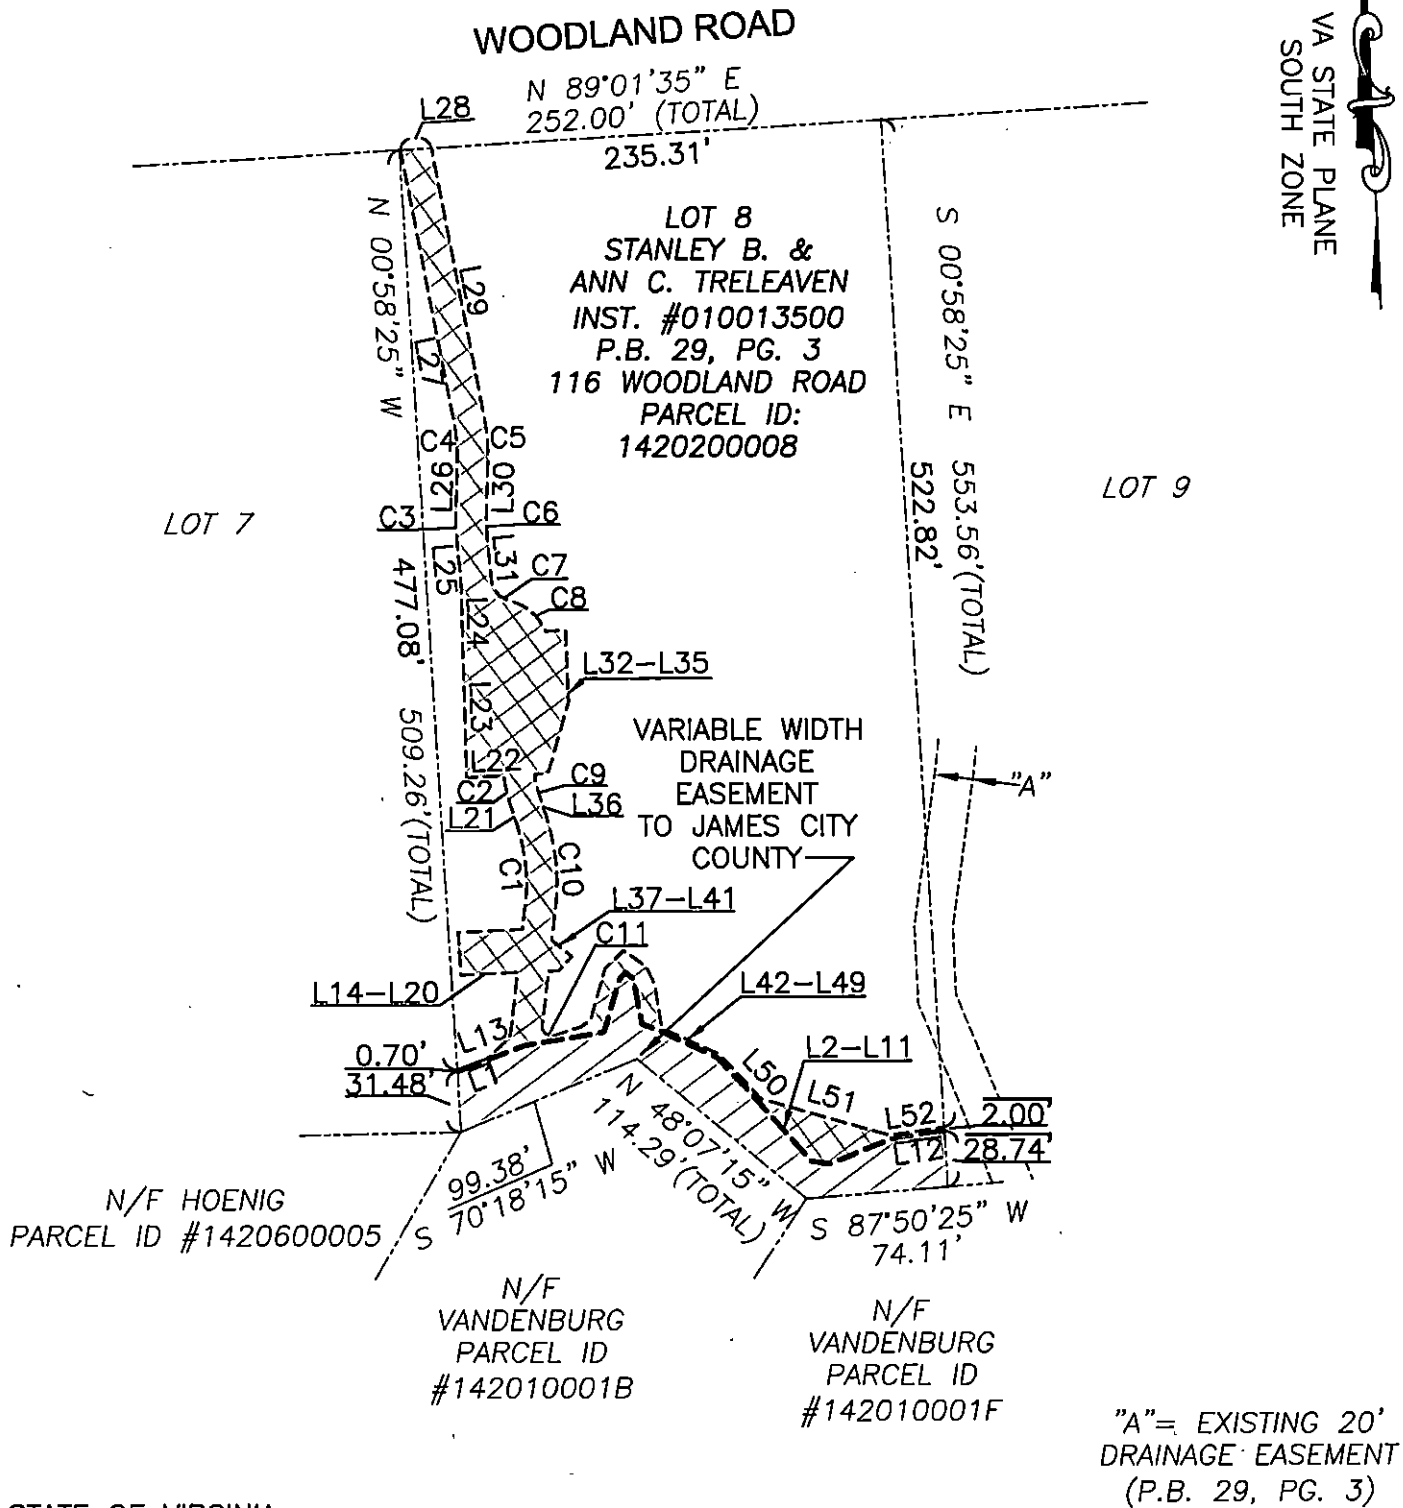 WOODLAND ROAD
N 89°01'35" E
252.00' (TOTAL)
235.31'
L28
VA STATE PLANE
SOUTH ZONE
N 00°58'25" W
477.08'
509.26'(TOTAL)
LOT 8
STANLEY B. &
ANN C. TRELEAVEN
INST. #010013500
P.B. 29, PG. 3
116 WOODLAND ROAD
PARCEL ID:
1420200008
S 00°58'25" E 553.56'(TOTAL)
522.82'
LOT 7
LOT 9
L29
L27
C4
C5
L26
L30
C3
C6
L25
L31
C7
C8
L24
L32-L35
L23
L22
C2
C9
L36
L21
VARIABLE WIDTH
DRAINAGE
EASEMENT
TO JAMES CITY
COUNTY
"A"
C1
C10
L37-L41
C11
L14-L20
L42-L49
L13
0.70'
L1
31.48'
L2-L11
L50
L51
L52
2.00'
L12
28.74'
99.38'
S 70°18'15" W
N 48°07'15" W
114.29'(TOTAL)
S 87°50'25" W
74.11'
N/F HOENIG
PARCEL ID #1420600005
N/F
VANDENBURG
PARCEL ID
#142010001B
N/F
VANDENBURG
PARCEL ID
#142010001F
"A"= EXISTING 20'
DRAINAGE EASEMENT
(P.B. 29, PG. 3)
STATE OF VIRGINIA